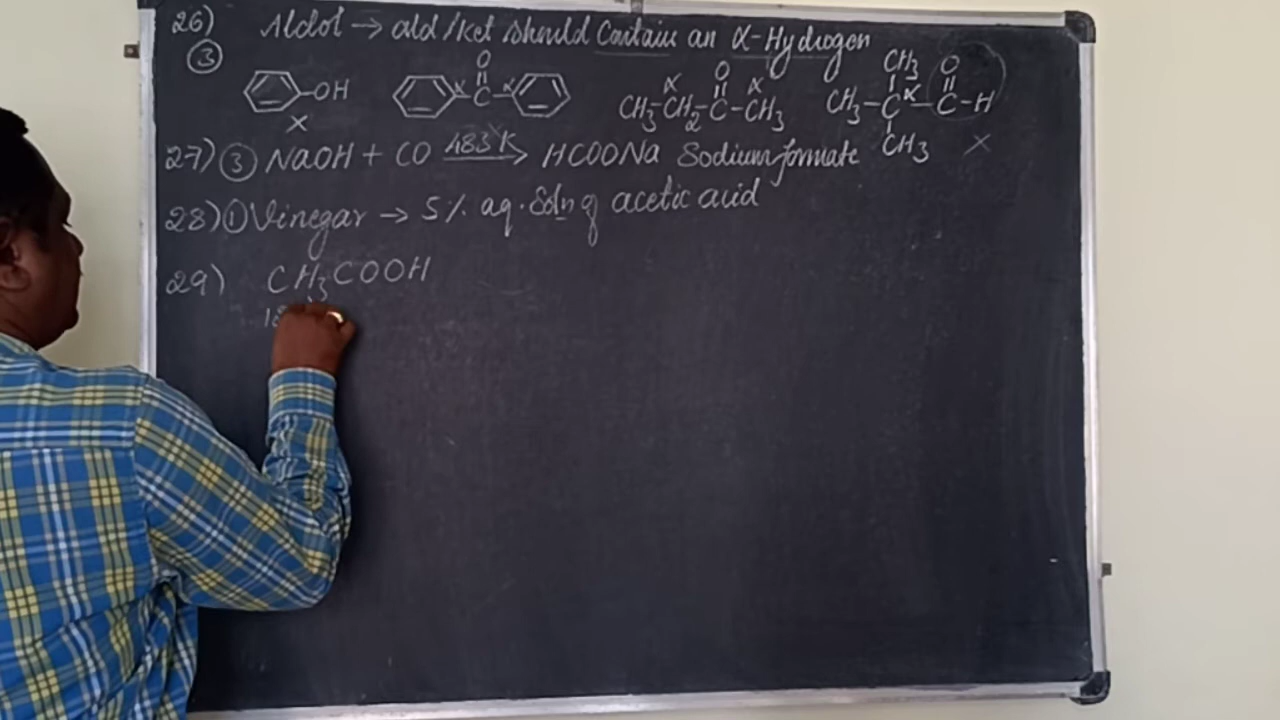 26) Aldol → ald/ket should Contain an α-Hydrogen
③
OH O C α α CH3-CH2-C-CH3 O α α CH3 CH3-C-C-H O α CH3
x x
27) ③ NaOH + CO 483K → HCOONa Sodium formate
28) ① Vinegar → 5% aq. Soln of acetic acid
29) CH3COOH